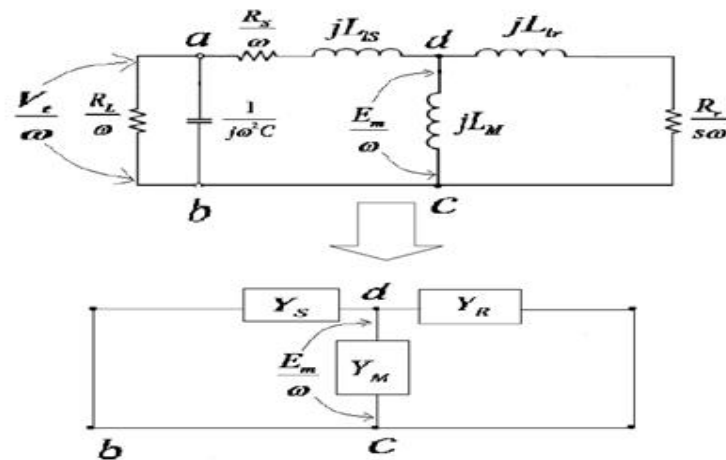 a
R_s/ω
jL_ls
d
jL_lr
V_t/ω
R_L/ω
1/jω²C
E_m/ω
jL_M
R_r/sω
b
c
Y_S
d
Y_R
E_m/ω
Y_M
b
c